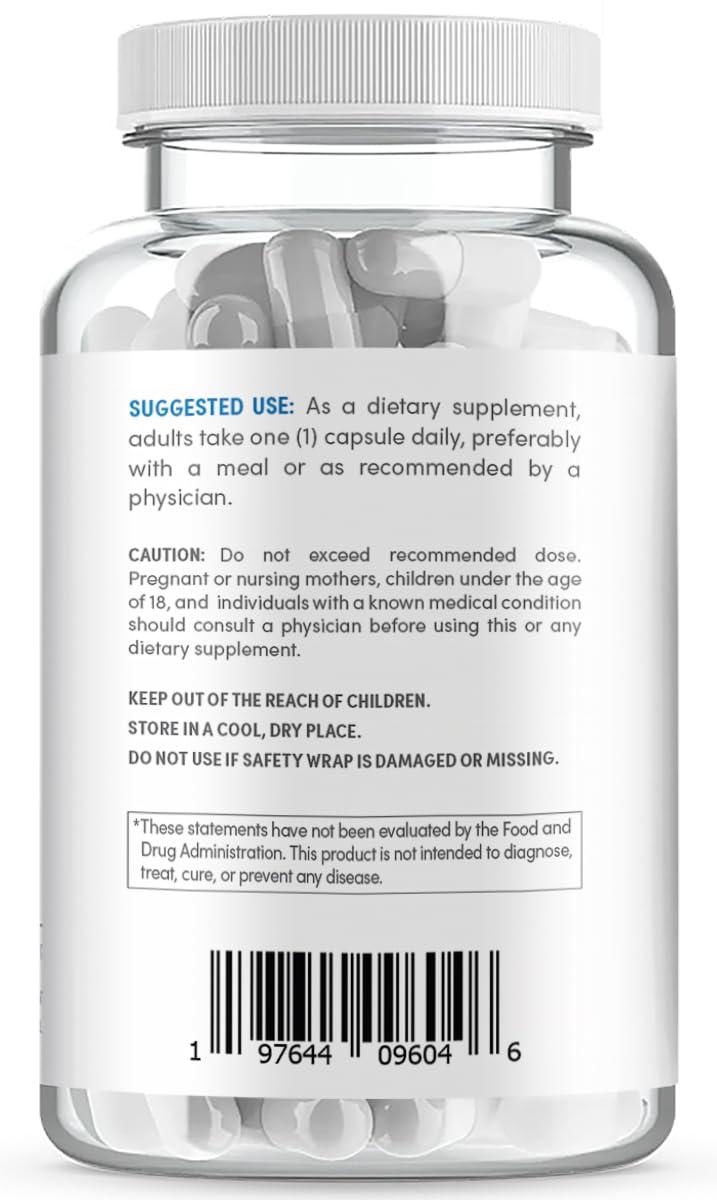 SUGGESTED USE: As a dietary supplement,
adults take one (1) capsule daily, preferably
with a meal or as recommended by a
physician.
CAUTION: Do not exceed recommended dose.
Pregnant or nursing mothers, children under the age
of 18, and individuals with a known medical condition
should consult a physician before using this or any
dietary supplement.
KEEP OUT OF THE REACH OF CHILDREN.
STORE IN A COOL, DRY PLACE.
DO NOT USE IF SAFETY WRAP IS DAMAGED OR MISSING.
*These statements have not been evaluated by the Food and
Drug Administration. This product is not intended to diagnose,
treat, cure, or prevent any disease.
1 97644 09604 6